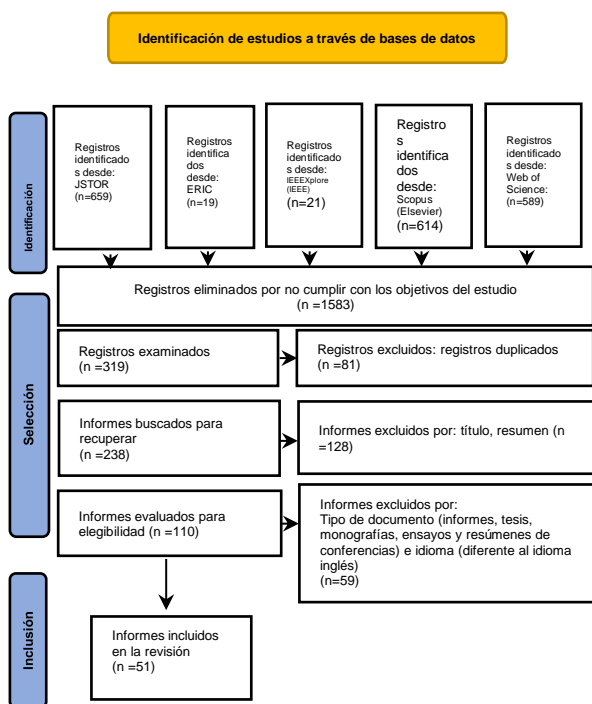 Identificación de estudios a través de bases de datos
Identificación
Registros
identificado
s desde:
JSTOR
(n=659)
Registros
identifica
dos
desde:
ERIC
(n=19)
Registros
identificado
s desde:
IEEEXplore
(IEEE)
(n=21)
Registro
s
identifica
dos
desde:
Scopus
(Elsevier)
(n=614)
Registros
identificado
s desde:
Web of
Science:
(n=589)
Registros eliminados por no cumplir con los objetivos del estudio
(n =1583)
Selección
Registros examinados
(n =319)
Registros excluidos: registros duplicados
(n =81)
Informes buscados para
recuperar
(n =238)
Informes excluidos por: título, resumen (n
=128)
Informes evaluados para
elegibilidad (n =110)
Informes excluidos por:
Tipo de documento (informes, tesis,
monografías, ensayos y resúmenes de
conferencias) e idioma (diferente al idioma
inglés)
(n=59)
Inclusión
Informes incluidos
en la revisión
(n =51)